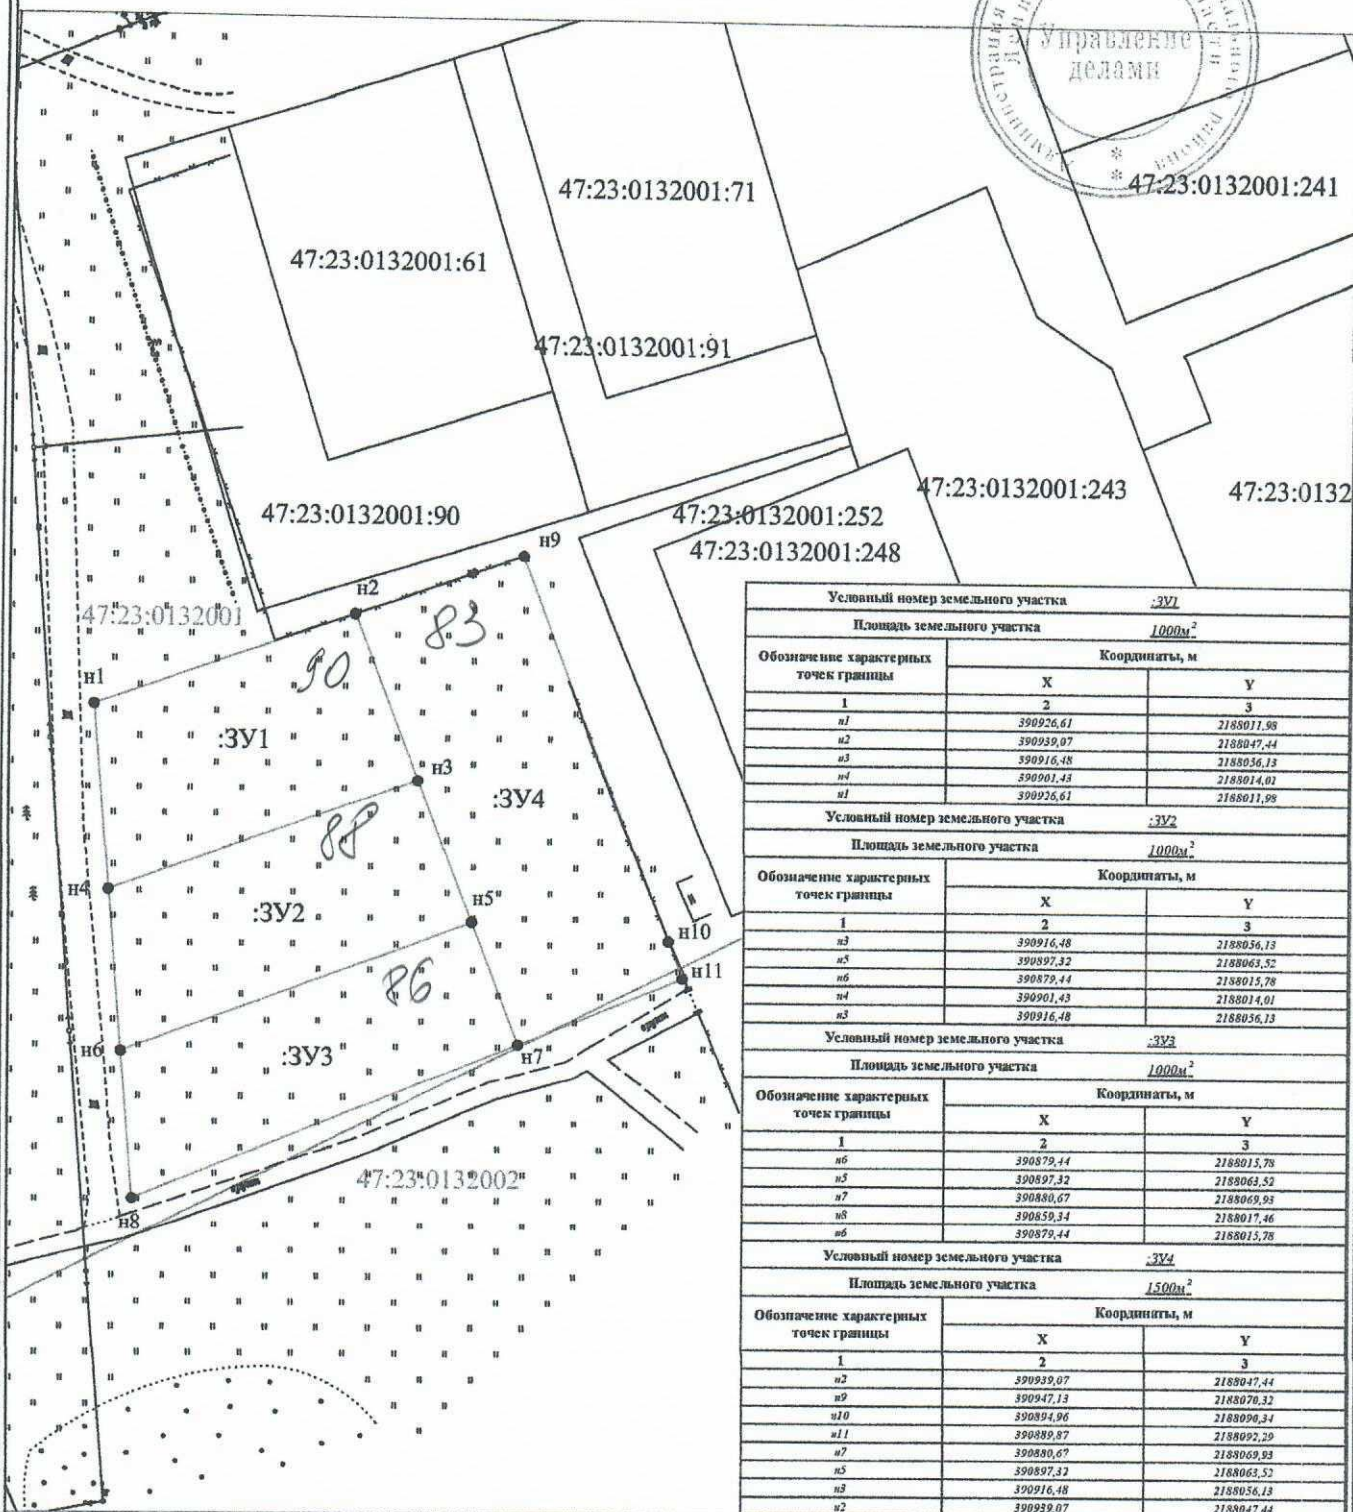 Управление
делами
Администрация
района
47:23:0132001:71
47:23:0132001:241
47:23:0132001:61
47:23:0132001:91
47:23:0132001:243
47:23:0132
47:23:0132001:90
47:23:0132001:252
47:23:0132001:248
н9
н2
47:23:0132001
83
90
н1
:ЗУ1
н3
:ЗУ4
88
н4
:ЗУ2
н5
н10
н11
86
н6
:ЗУ3
н7
47:23:0132002
н8
Условный номер земельного участка :ЗУ1
Площадь земельного участка 1000м²
Обозначение характерных точек границы Координаты, м
X Y
1 2 3
н1 390926,61 2188011,98
н2 390939,07 2188047,44
н3 390916,48 2188056,13
н4 390901,43 2188014,01
н1 390926,61 2188011,98
Условный номер земельного участка :ЗУ2
Площадь земельного участка 1000м²
Обозначение характерных точек границы Координаты, м
X Y
1 2 3
н3 390916,48 2188056,13
н5 390897,32 2188063,52
н6 390879,44 2188015,78
н4 390901,43 2188014,01
н3 390916,48 2188056,13
Условный номер земельного участка :ЗУ3
Площадь земельного участка 1000м²
Обозначение характерных точек границы Координаты, м
X Y
1 2 3
н6 390879,44 2188015,78
н5 390897,32 2188063,52
н7 390880,67 2188069,93
н8 390859,34 2188017,46
н6 390879,44 2188015,78
Условный номер земельного участка :ЗУ4
Площадь земельного участка 1500м²
Обозначение характерных точек границы Координаты, м
X Y
1 2 3
н2 390939,07 2188047,44
н9 390947,13 2188070,32
н10 390894,96 2188090,34
н11 390889,87 2188092,29
н7 390880,67 2188069,93
н5 390897,32 2188063,52
н3 390916,48 2188056,13
н2 390939,07 2188047,44